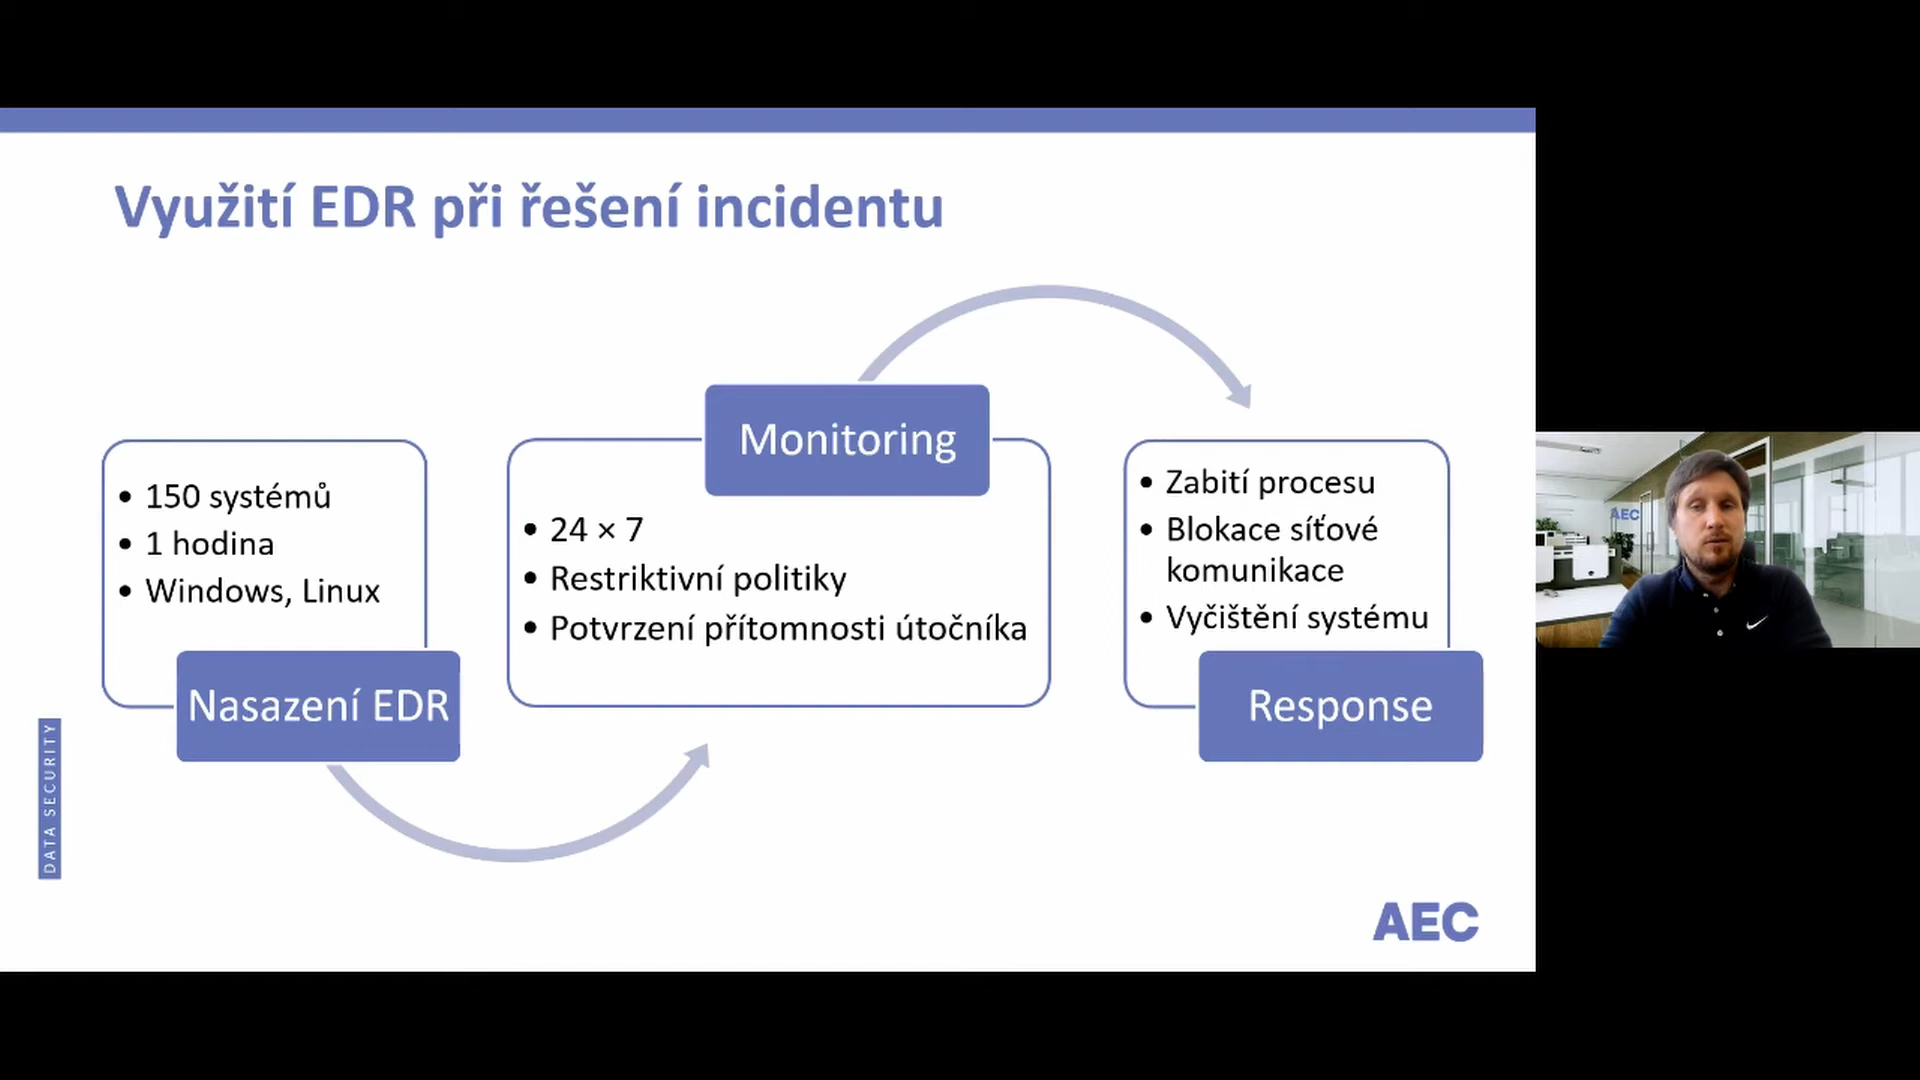 Využití EDR při řešení incidentu
150 systémů
1 hodina
Windows, Linux
Nasazení EDR
Monitoring
24 × 7
Restriktivní politiky
Potvrzení přítomnosti útočníka
Zabití procesu
Blokace síťové
komunikace
Vyčištění systému
Response
DATA SECURITY
AEC
AEC